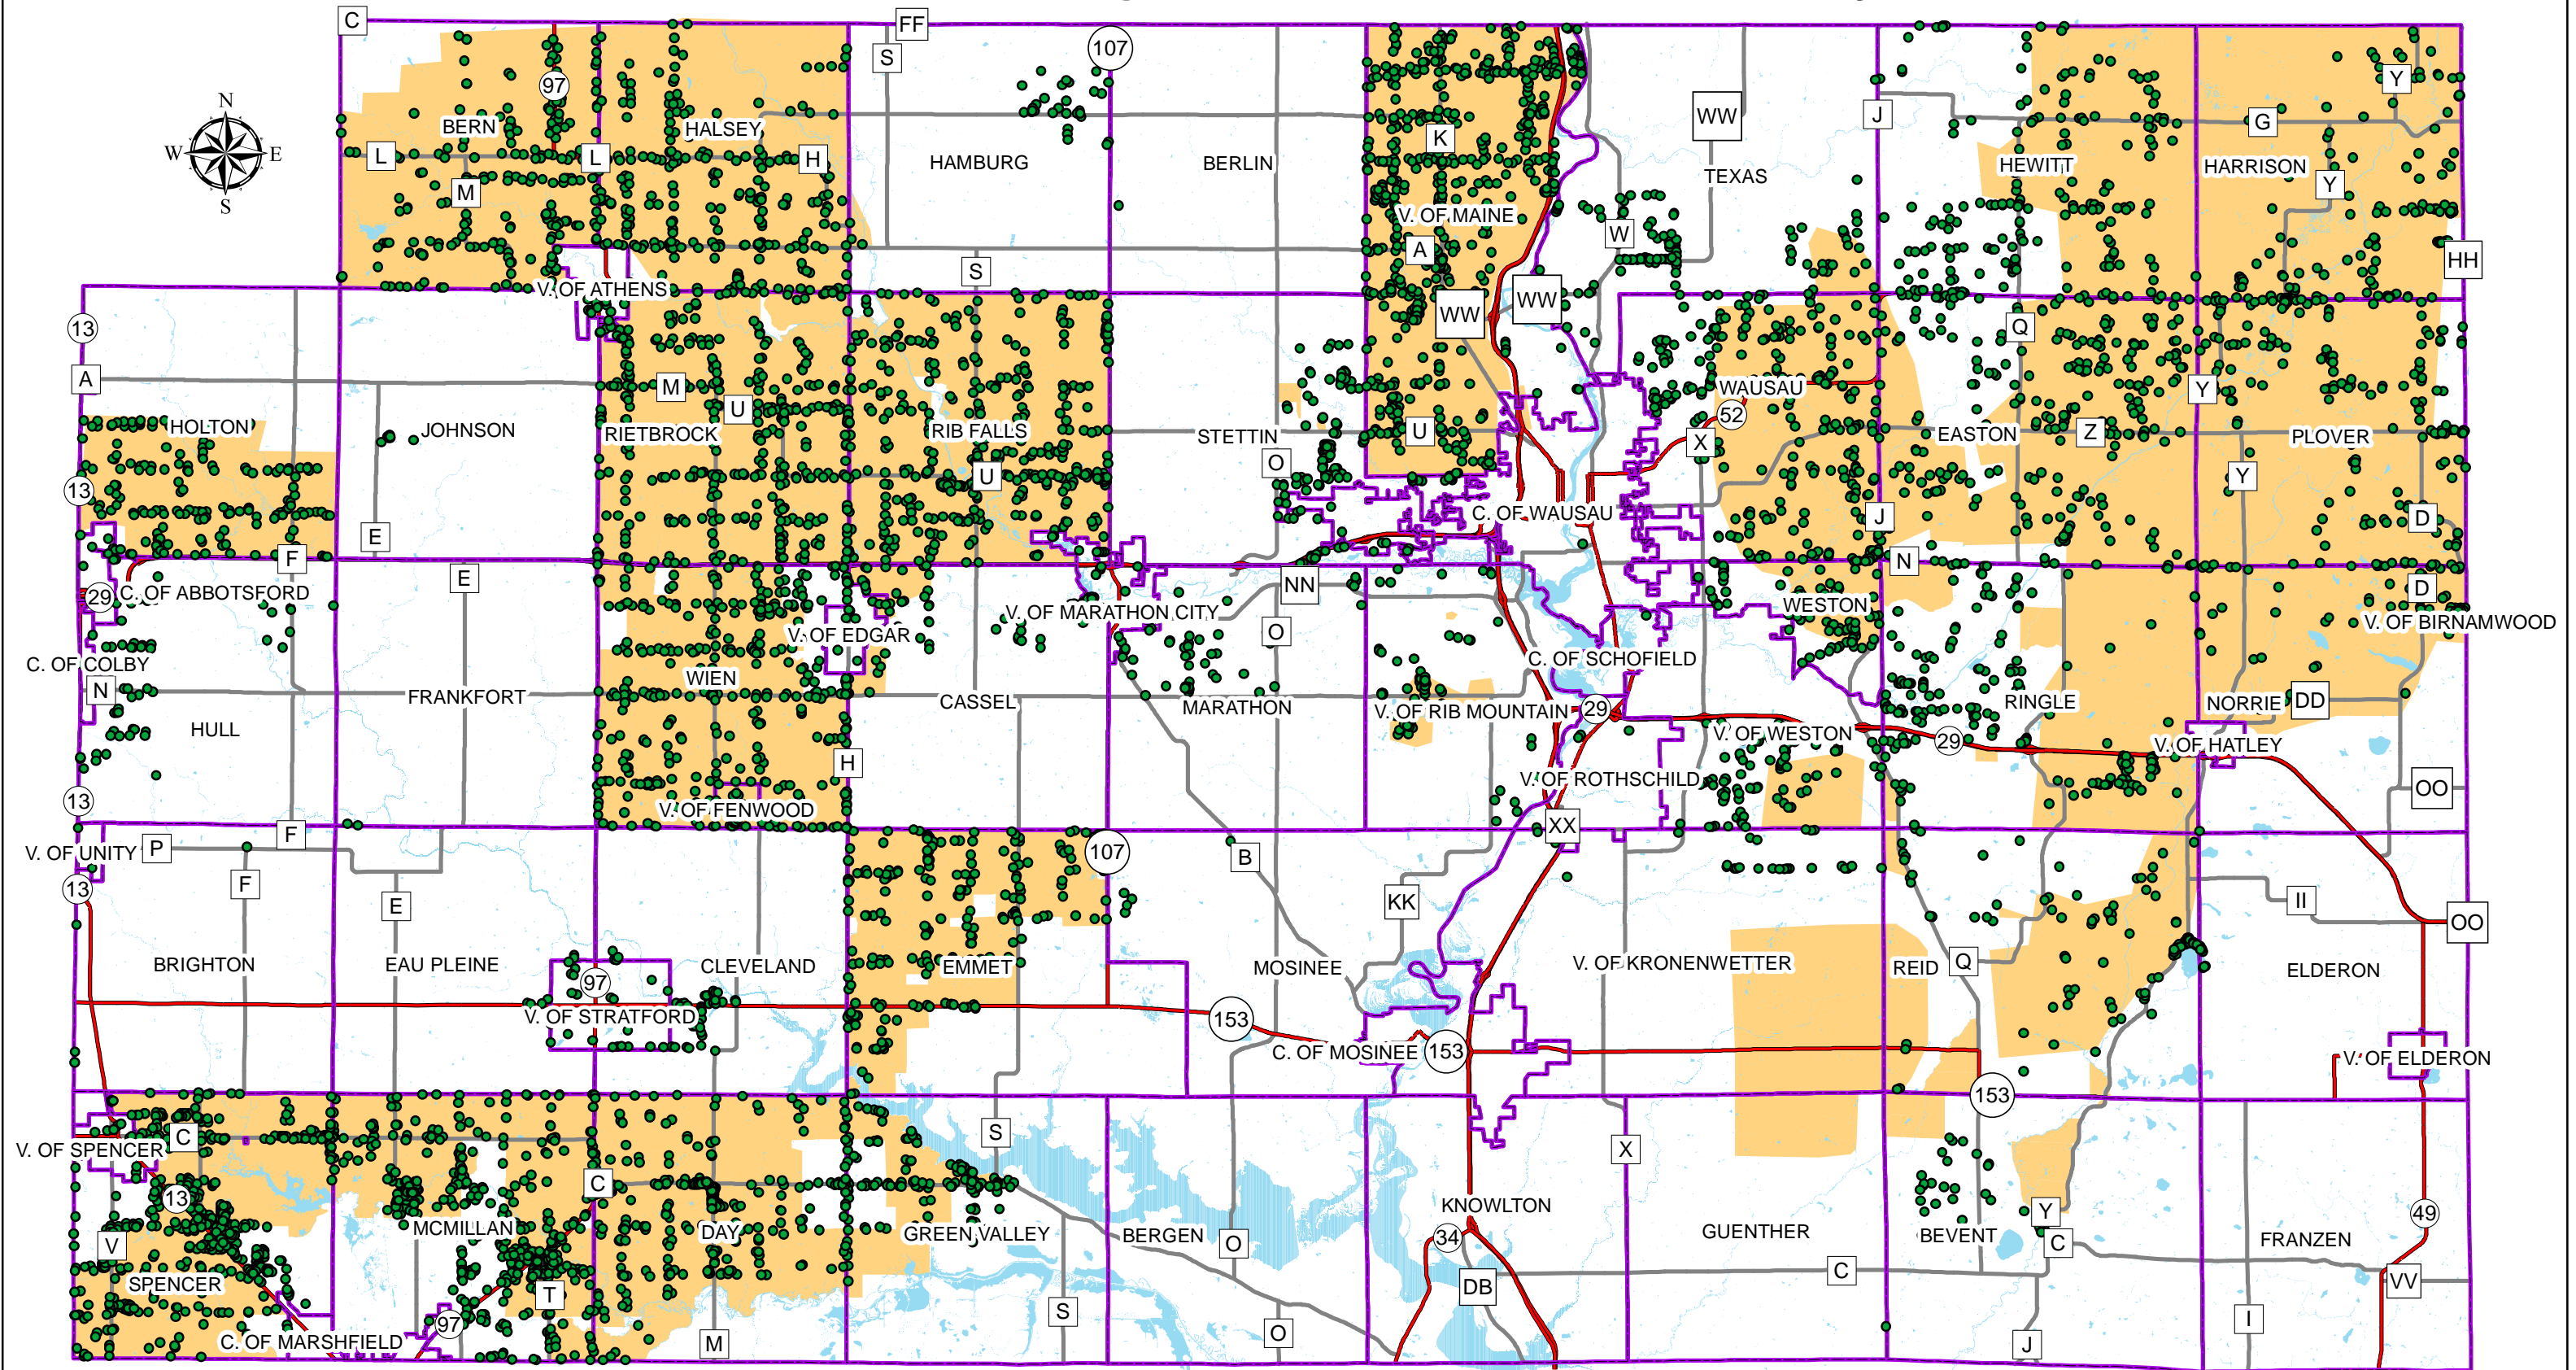 C
FF
S
107
97
WW
J
Y
G
BERN
HALSEY
K
L
L
H
HAMBURG
BERLIN
TEXAS
HEWITT
HARRISON
N
W
E
S
M
Y
V. OF MAINE
W
A
S
HH
V. OF ATHENS
WW
WW
13
Q
A
M
U
WAUSAU
52
Y
HOLTON
JOHNSON
RIETBROCK
RIB FALLS
STETTIN
U
X
EASTON
Z
PLOVER
O
U
Y
13
C. OF WAUSAU
J
D
E
F
N
29
C. OF ABBOTSFORD
E
NN
D
V. OF MARATHON CITY
WESTON
V. OF BIRNAMWOOD
V. OF EDGAR
O
C. OF COLBY
C. OF SCHOFIELD
N
WIEN
FRANKFORT
CASSEL
MARATHON
V. OF RIB MOUNTAIN
29
RINGLE
NORRIE
DD
HULL
V. OF WESTON
29
V. OF HATLEY
H
V. OF ROTHSCHILD
OO
13
V. OF FENWOOD
XX
F
V. OF UNITY
P
107
B
13
F
E
KK
II
OO
BRIGHTON
EAU PLEINE
CLEVELAND
EMMET
MOSINEE
V. OF KRONENWETTER
REID
Q
ELDERON
97
V. OF STRATFORD
153
C. OF MOSINEE
153
V. OF ELDERON
153
C
S
V. OF SPENCER
X
C
13
KNOWLTON
Y
49
MCMILLAN
DAY
GREEN VALLEY
BERGEN
O
34
GUENTHER
BEVENT
C
FRANZEN
V
C
SPENCER
T
DB
VV
S
O
I
97
C. OF MARSHFIELD
M
J